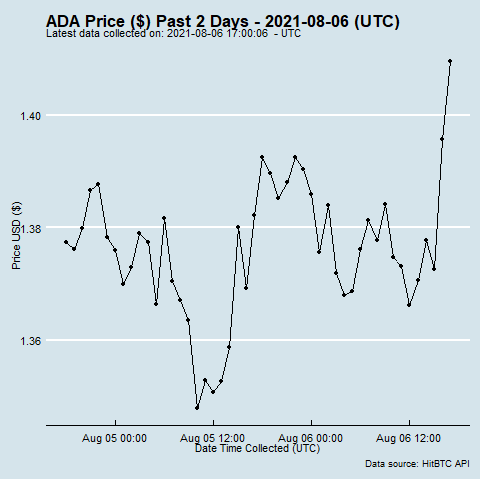 ADA Price ($) Past 2 Days - 2021-08-06 (UTC)
Latest data collected on: 2021-08-06 17:00:06  - UTC
1.40
1.38
1.36
Price USD ($)
Aug 05 00:00
Aug 05 12:00
Aug 06 00:00
Aug 06 12:00
Date Time Collected (UTC)
Data source: HitBTC API